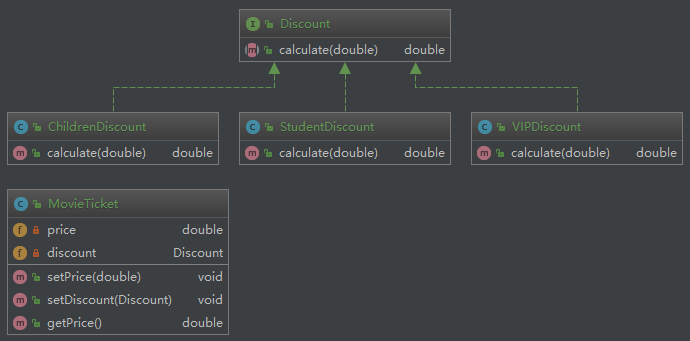 I Discount
m calculate(double) double
C ChildrenDiscount
m calculate(double) double
C StudentDiscount
m calculate(double) double
C VIPDiscount
m calculate(double) double
C MovieTicket
f price double
f discount Discount
m setPrice(double) void
m setDiscount(Discount) void
m getPrice() double